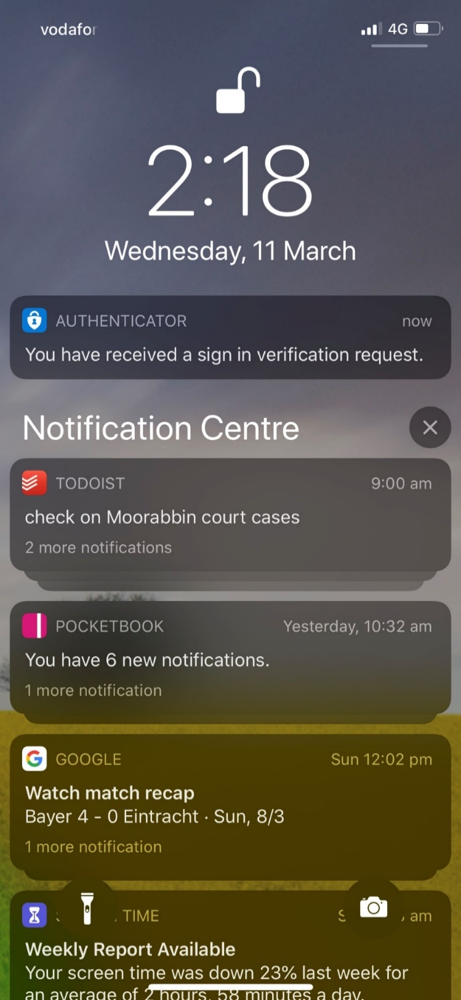 vodafo
4G
2:18
Wednesday, 11 March
AUTHENTICATOR now
You have received a sign in verification request.
Notification Centre
TODOIST 9:00 am
check on Moorabbin court cases
2 more notifications
POCKETBOOK Yesterday, 10:32 am
You have 6 new notifications.
1 more notification
GOOGLE Sun 12:02 pm
Watch match recap
Bayer 4 - 0 Eintracht · Sun, 8/3
1 more notification
TIME am
Weekly Report Available
Your screen time was down 23% last week for
an average of 2 hours, 58 minutes a day.